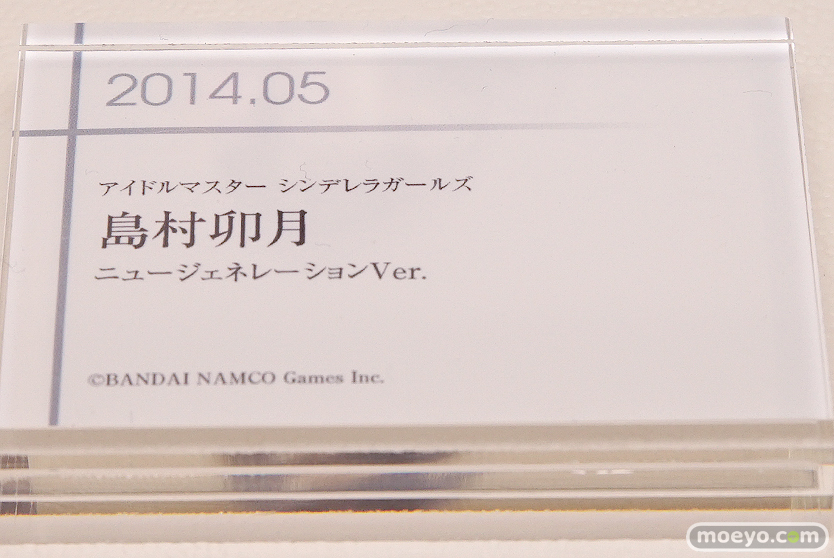 2014.05
アイドルマスター シンデレラガールズ
島村卯月
ニュージェネレーションVer.
©BANDAI NAMCO Games Inc.
moeyo.com